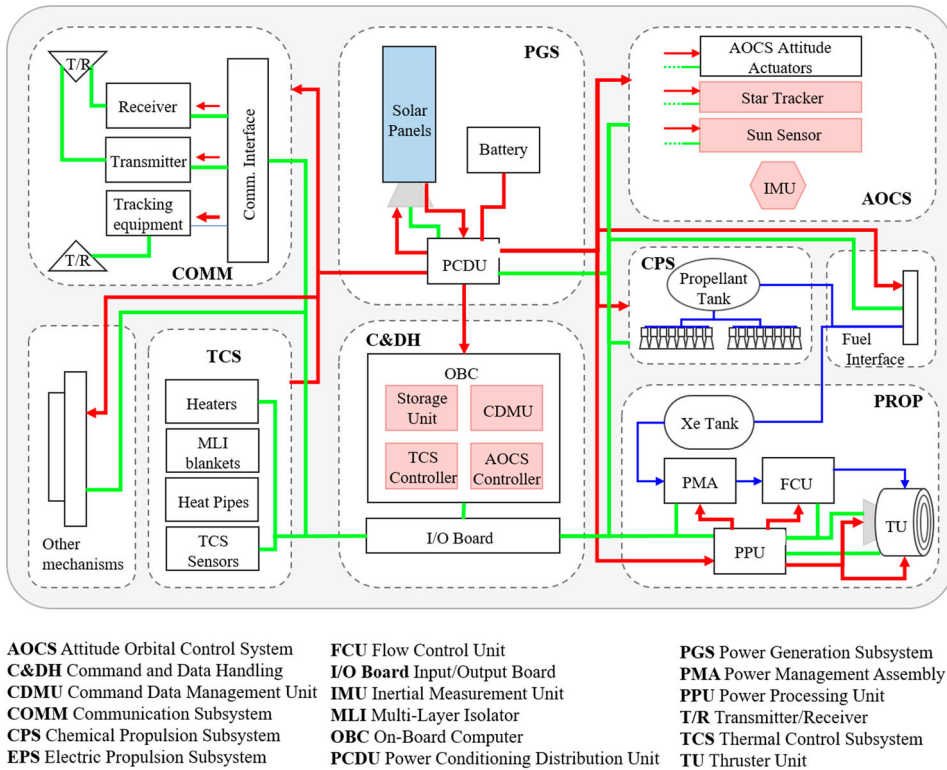 T/R
Receiver
Transmitter
Tracking
equipment
T/R
Comm. Interface
COMM
PGS
Solar
Panels
Battery
PCDU
AOCS Attitude
Actuators
Star Tracker
Sun Sensor
IMU
AOCS
CPS
Propellant
Tank
Fuel
Interface
Other
mechanisms
TCS
Heaters
MLI
blankets
Heat Pipes
TCS
Sensors
C&DH
OBC
Storage
Unit
CDMU
TCS
Controller
AOCS
Controller
I/O Board
PROP
Xe Tank
PMA
FCU
PPU
TU
AOCS Attitude Orbital Control System
C&DH Command and Data Handling
CDMU Command Data Management Unit
COMM Communication Subsystem
CPS Chemical Propulsion Subsystem
EPS Electric Propulsion Subsystem
FCU Flow Control Unit
I/O Board Input/Output Board
IMU Inertial Measurement Unit
MLI Multi-Layer Isolator
OBC On-Board Computer
PCDU Power Conditioning Distribution Unit
PGS Power Generation Subsystem
PMA Power Management Assembly
PPU Power Processing Unit
T/R Transmitter/Receiver
TCS Thermal Control Subsystem
TU Thruster Unit